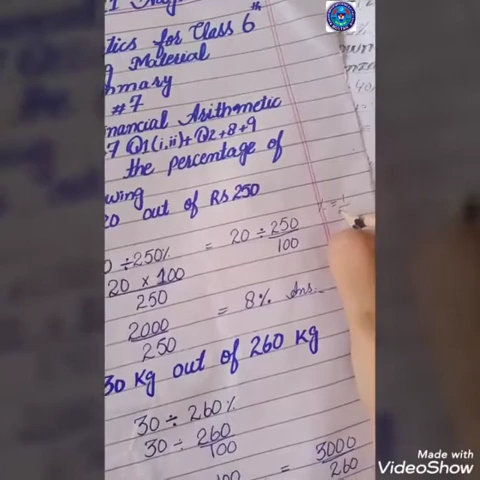 tics for Class 6th
Material
mmary
#7
nancial Arithmetic
7 Q1(i,ii)+Q2+8+9
the percentage of
wing
20 out of Rs 250
÷250% = 20 ÷ 250/100
% = 1/
20 × 100/250
2000/250 = 8% Ans.
30 Kg out of 260 Kg
30 ÷ 260%
30 ÷ 260/100
100 = 3000/260
Made with
VideoShow